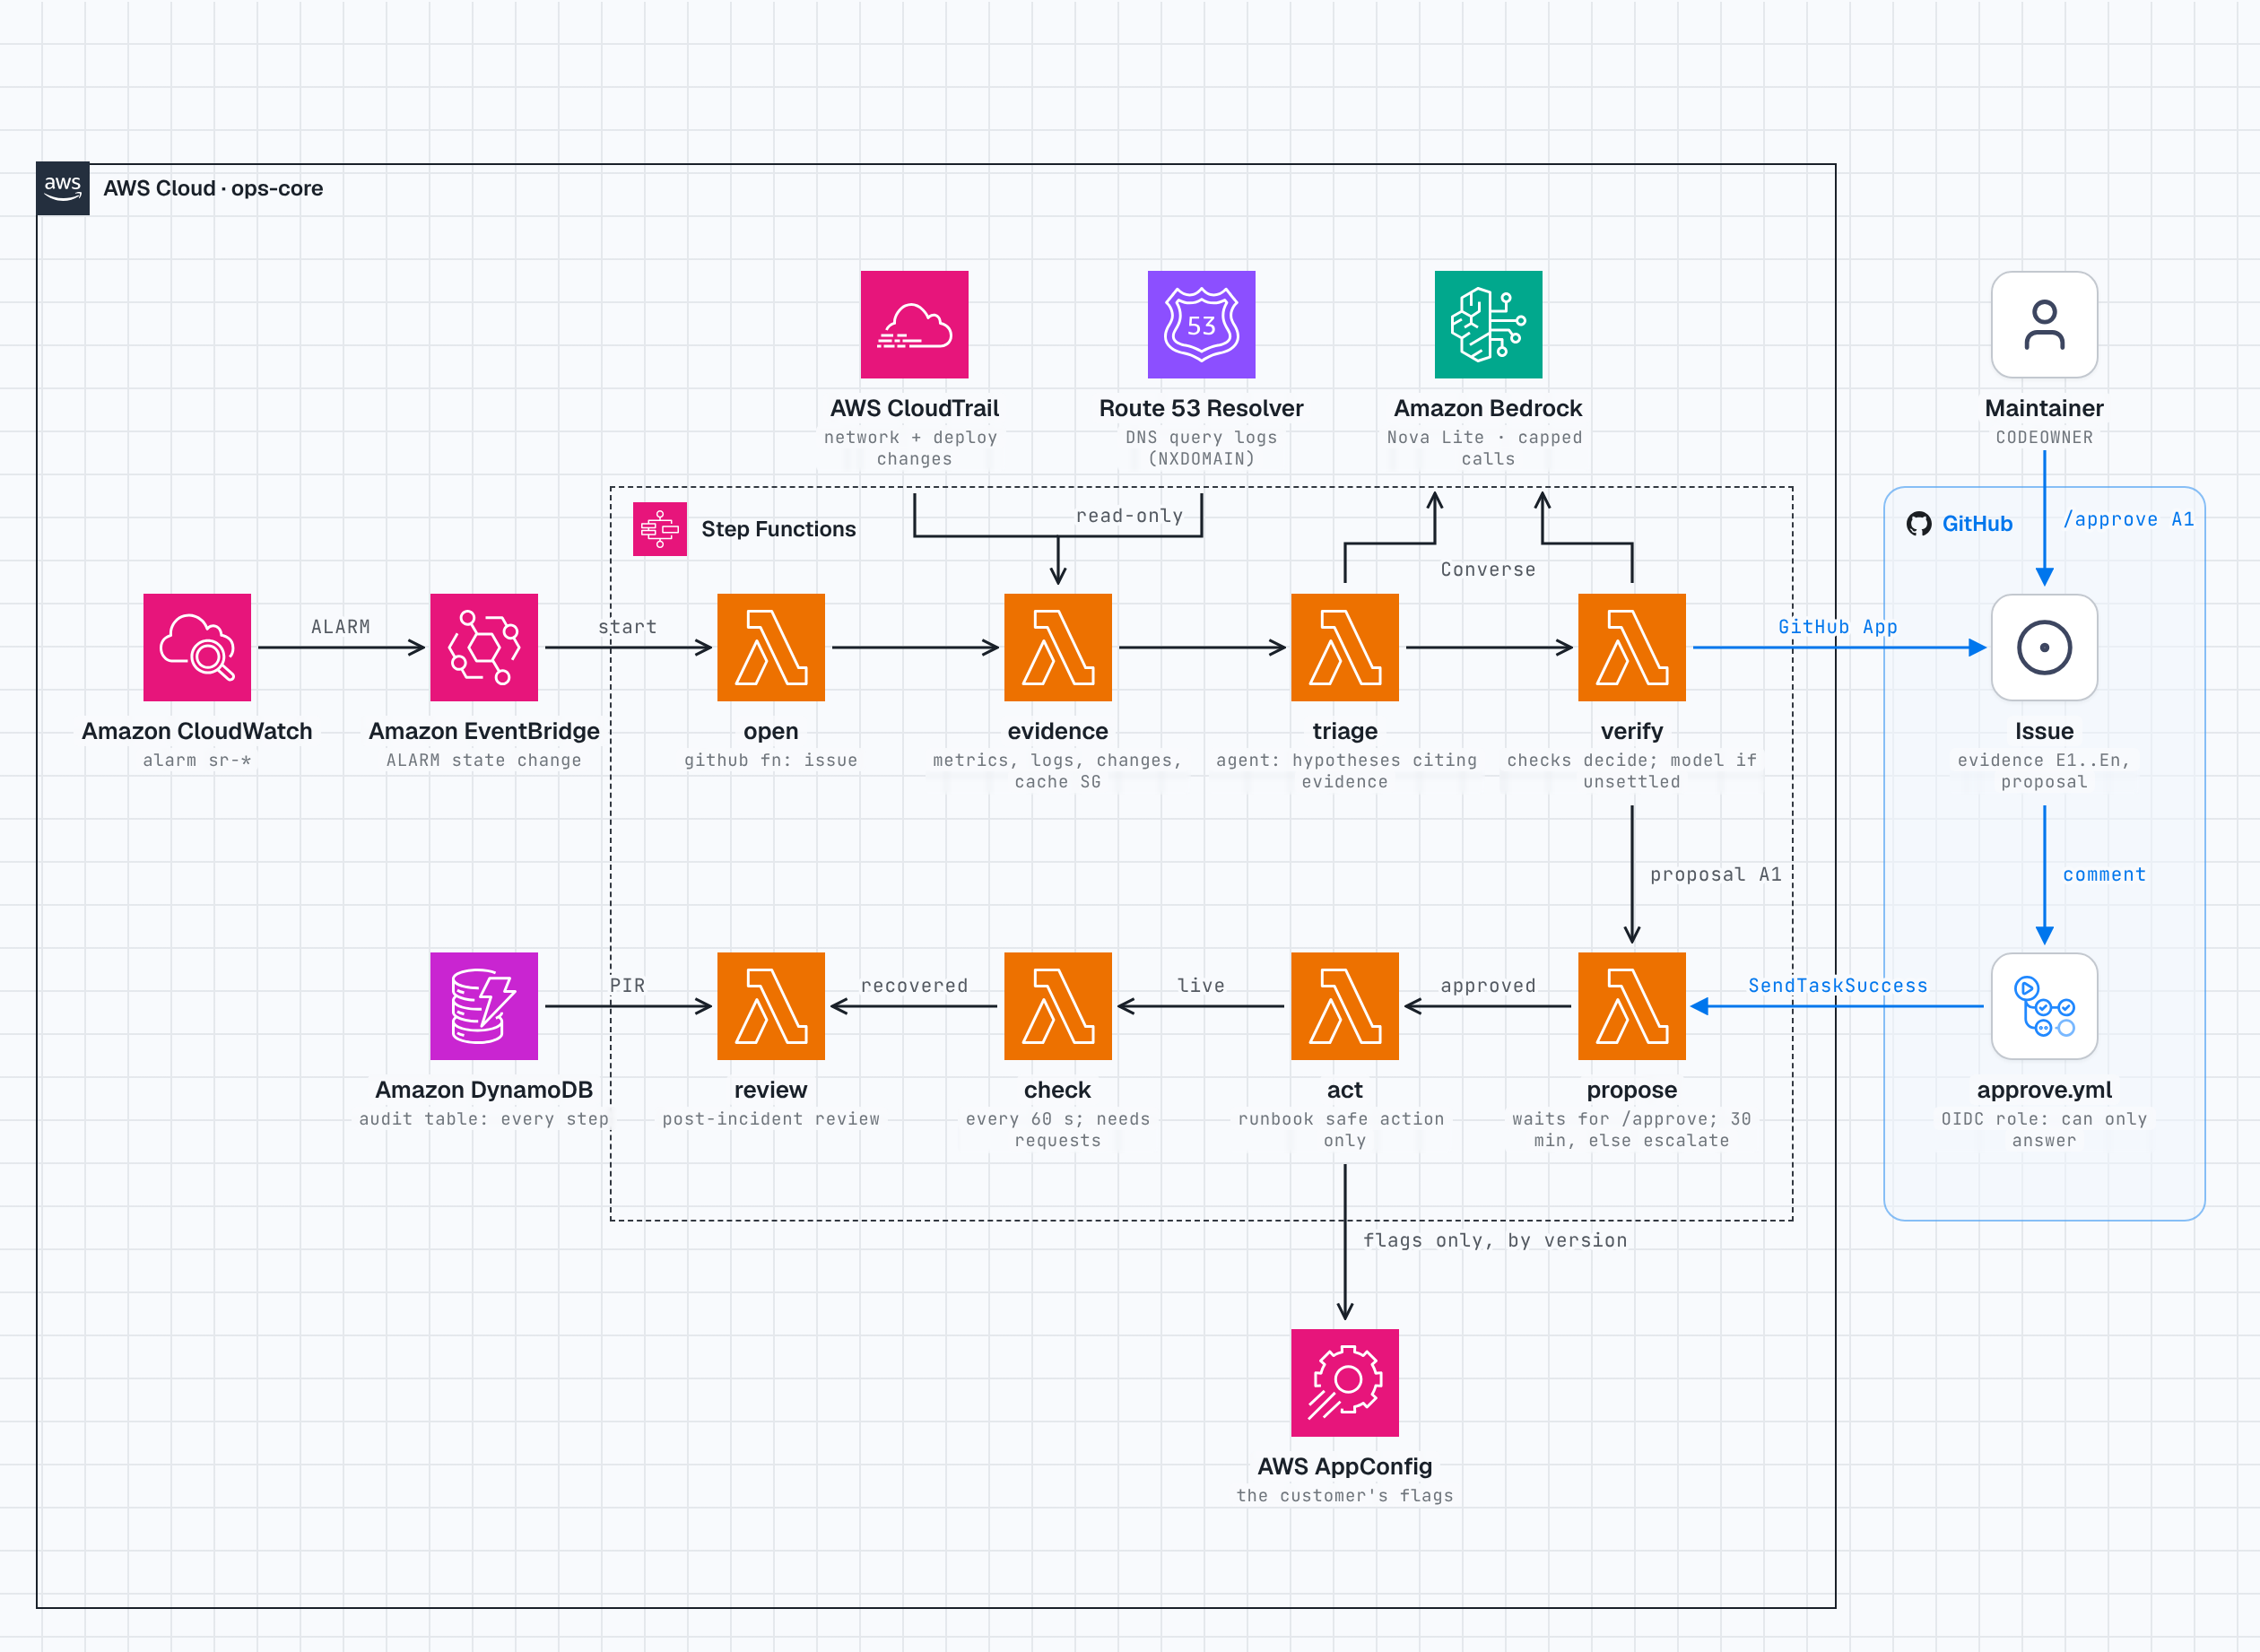 aws
AWS Cloud · ops-core
53
AWS CloudTrail
network + deploy
changes
Route 53 Resolver
DNS query logs
(NXDOMAIN)
Amazon Bedrock
Nova Lite · capped
calls
Maintainer
CODEOWNER
Step Functions
read-only
Converse
GitHub
/approve A1
ALARM
start
GitHub App
Amazon CloudWatch
alarm sr-*
Amazon EventBridge
ALARM state change
open
github fn: issue
evidence
metrics, logs, changes,
cache SG
triage
agent: hypotheses citing
evidence
verify
checks decide; model if
unsettled
Issue
evidence E1..En,
proposal
proposal A1
comment
PIR
recovered
live
approved
SendTaskSuccess
Amazon DynamoDB
audit table: every step
review
post-incident review
check
every 60 s; needs
requests
act
runbook safe action
only
propose
waits for /approve; 30
min, else escalate
approve.yml
OIDC role: can only
answer
flags only, by version
AWS AppConfig
the customer's flags